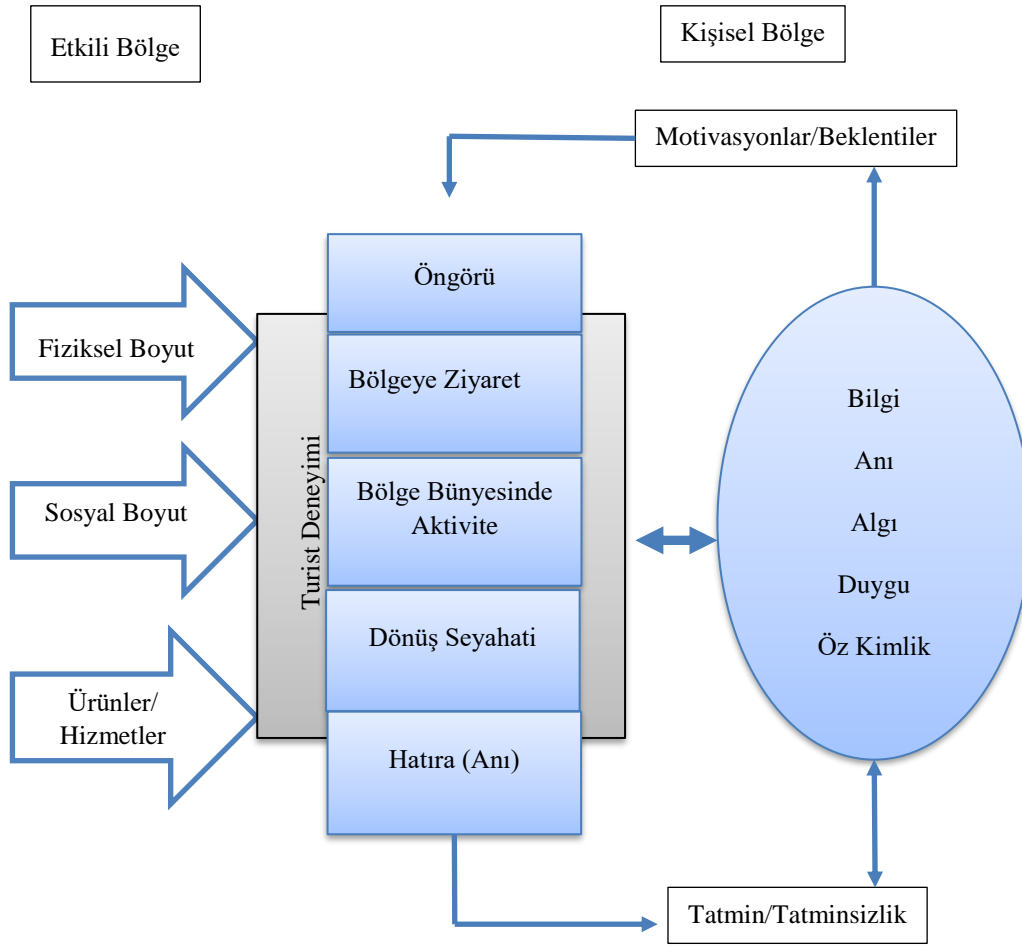 Etkili Bölge
Kişisel Bölge
Motivasyonlar/Beklentiler
Öngörü
Fiziksel Boyut
Bölgeye Ziyaret
Turist Deneyimi
Sosyal Boyut
Bölge Bünyesinde
Aktivite
Dönüş Seyahati
Ürünler/
Hizmetler
Hatıra (Anı)
Bilgi
Anı
Algı
Duygu
Öz Kimlik
Tatmin/Tatminsizlik